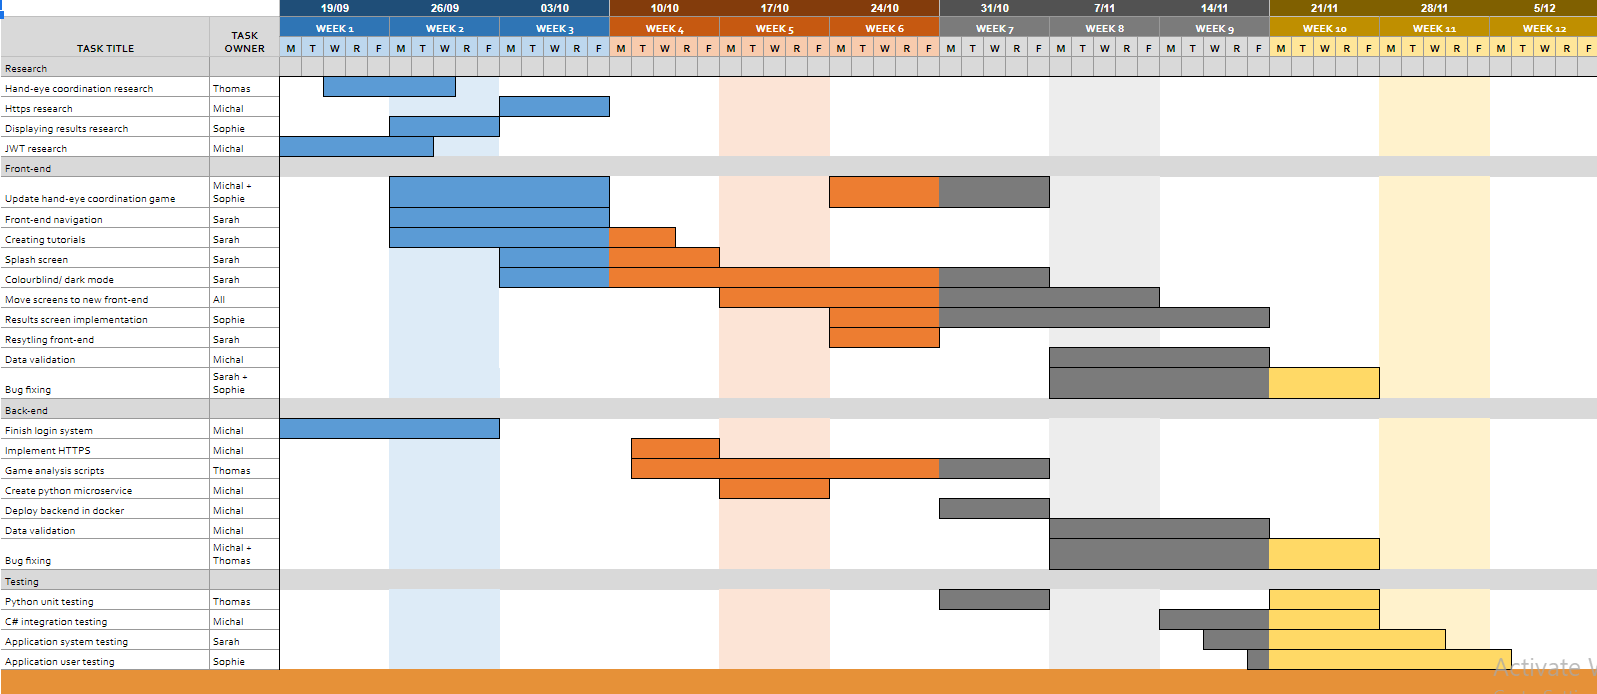 19/09 26/09 03/10 10/10 17/10 24/10 31/10 7/11 14/11 21/11 28/11 5/12
TASK TITLE TASK OWNER WEEK 1 WEEK 2 WEEK 3 WEEK 4 WEEK 5 WEEK 6 WEEK 7 WEEK 8 WEEK 9 WEEK 10 WEEK 11 WEEK 12
M T W R F M T W R F M T W R F M T W R F M T W R F M T W R F M T W R F M T W R F M T W R F M T W R F M T W R F M T W R F
Research
Hand-eye coordination research Thomas
Https research Michal
Displaying results research Sophie
JWT research Michal
Front-end
Update hand-eye coordination game Michal + Sophie
Front-end navigation Sarah
Creating tutorials Sarah
Splash screen Sarah
Colourblind/ dark mode Sarah
Move screens to new front-end All
Results screen implementation Sophie
Resytling front-end Sarah
Data validation Michal
Bug fixing Sarah + Sophie
Back-end
Finish login system Michal
Implement HTTPS Michal
Game analysis scripts Thomas
Create python microservice Michal
Deploy backend in docker Michal
Data validation Michal
Bug fixing Michal + Thomas
Testing
Python unit testing Thomas
C# integration testing Michal
Application system testing Sarah
Application user testing Sophie
Activate W